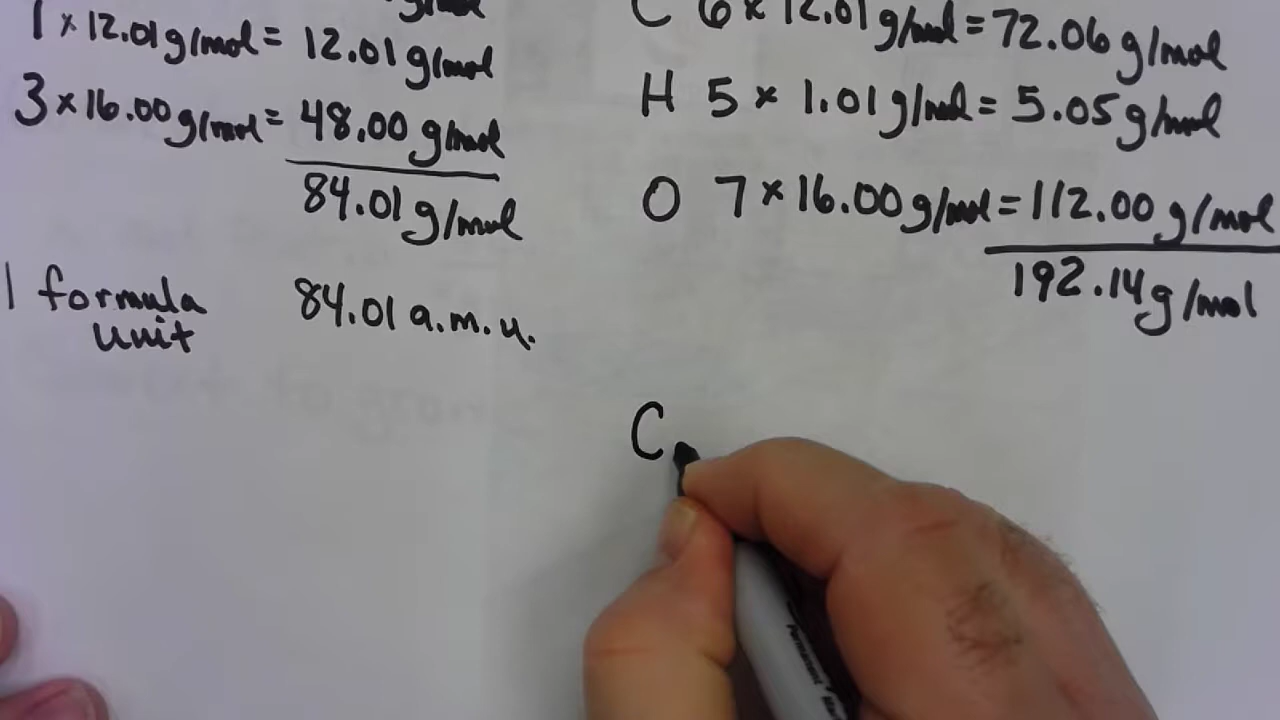 g/mol
1 × 12.01 g/mol = 12.01 g/mol
3 × 16.00 g/mol = 48.00 g/mol
84.01 g/mol
1 formula unit 84.01 a.m.u.
C 6 × 12.01 g/mol = 72.06 g/mol
H 5 × 1.01 g/mol = 5.05 g/mol
O 7 × 16.00 g/mol = 112.00 g/mol
192.14 g/mol
C
Permanent